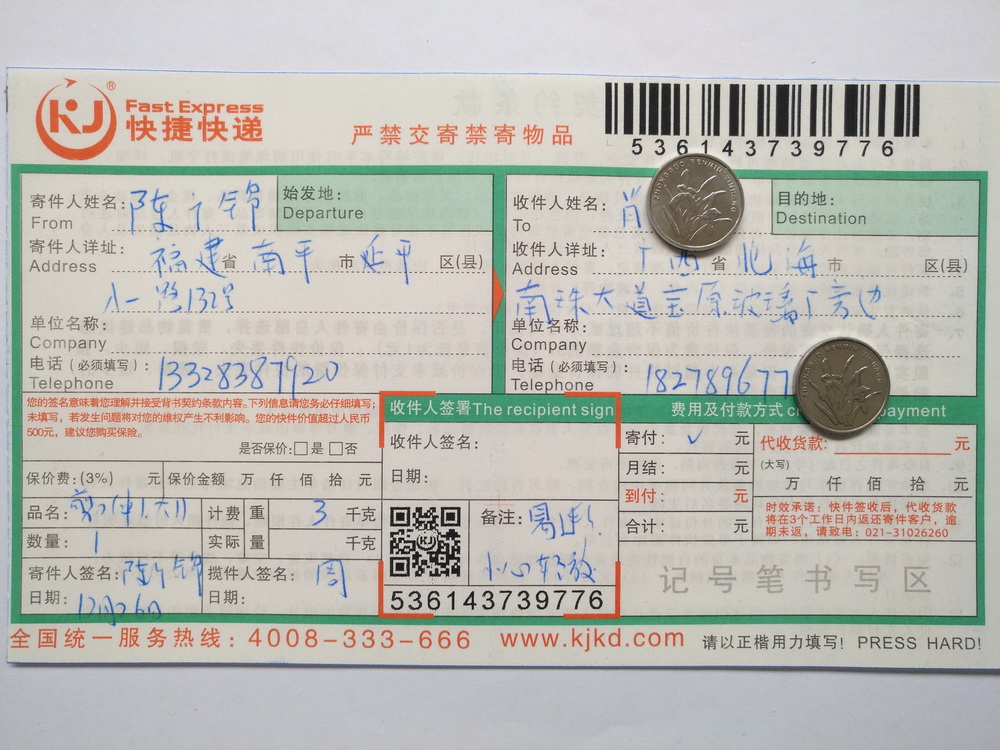 Fast Express
快捷快递
严禁交寄禁寄物品
536143739776
寄件人姓名: 陈 锦
From
始发地:
Departure
寄件人详址: 福建省 南平 市 延平 区(县)
Address
路132号
单位名称:
Company
电话(必须填写): 13328387920
Telephone
收件人姓名: 肖
To
目的地:
Destination
收件人详址: 广西 省 北海 市 区(县)
Address
南珠大道 原玻璃厂旁边
单位名称:
Company
电话(必须填写): 182789677
Telephone
您的签名意味着您理解并接受背书契约条款内容。下列信息请您务必仔细填写;
未填写,若发生问题将对您的维权产生不利影响。您的快件价值超过人民币
500元,建议您购买保险。
是否保价:□是 □否
保价费:(3%) 元 保价金额 万 仟 佰 拾 元
品名:
计费 重 3 千克
数量: 1
实际 量 千克
寄件人签名: 陈 锦
日期: 12月26日
揽件人签名: 周
日期:
收件人签署The recipient sign
收件人签名:
日期:
备注: 易
小心轻放
536143739776
费用及付款方式 payment
寄付: √ 元
月结: 元
到付: 元
合计: 元
代收货款: 元
(大写)
万 仟 佰 拾 元
时效承诺:快件签收后,代收货款
将在3个工作日内返还寄件客户,逾
期未返,请致电:021-31026260
记号笔书写区
全国统一服务热线:4008-333-666 www.kjkd.com 请以正楷用力填写! PRESS HARD!